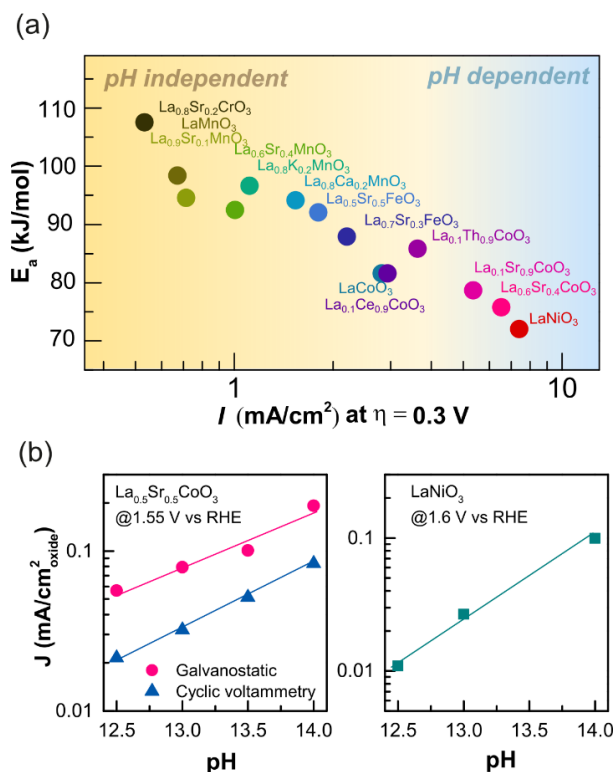 (a)
pH independent
pH dependent
La₀.₈Sr₀.₂CrO₃
LaMnO₃
La₀.₉Sr₀.₁MnO₃
La₀.₆Sr₀.₄MnO₃
La₀.₈K₀.₂MnO₃
La₀.₈Ca₀.₂MnO₃
La₀.₅Sr₀.₅FeO₃
La₀.₇Sr₀.₃FeO₃
La₀.₁Th₀.₉CoO₃
LaCoO₃
La₀.₁Ce₀.₉CoO₃
La₀.₁Sr₀.₉CoO₃
La₀.₆Sr₀.₄CoO₃
LaNiO₃
Eₐ (kJ/mol)
110
100
90
80
70
1
10
I (mA/cm²) at η = 0.3 V
(b)
La₀.₅Sr₀.₅CoO₃
@1.55 V vs RHE
Galvanostatic
Cyclic voltammetry
J (mA/cm²oxide)
0.1
0.01
12.5 13.0 13.5 14.0
pH
LaNiO₃
@1.6 V vs RHE
0.1
0.01
12.5 13.0 13.5 14.0
pH